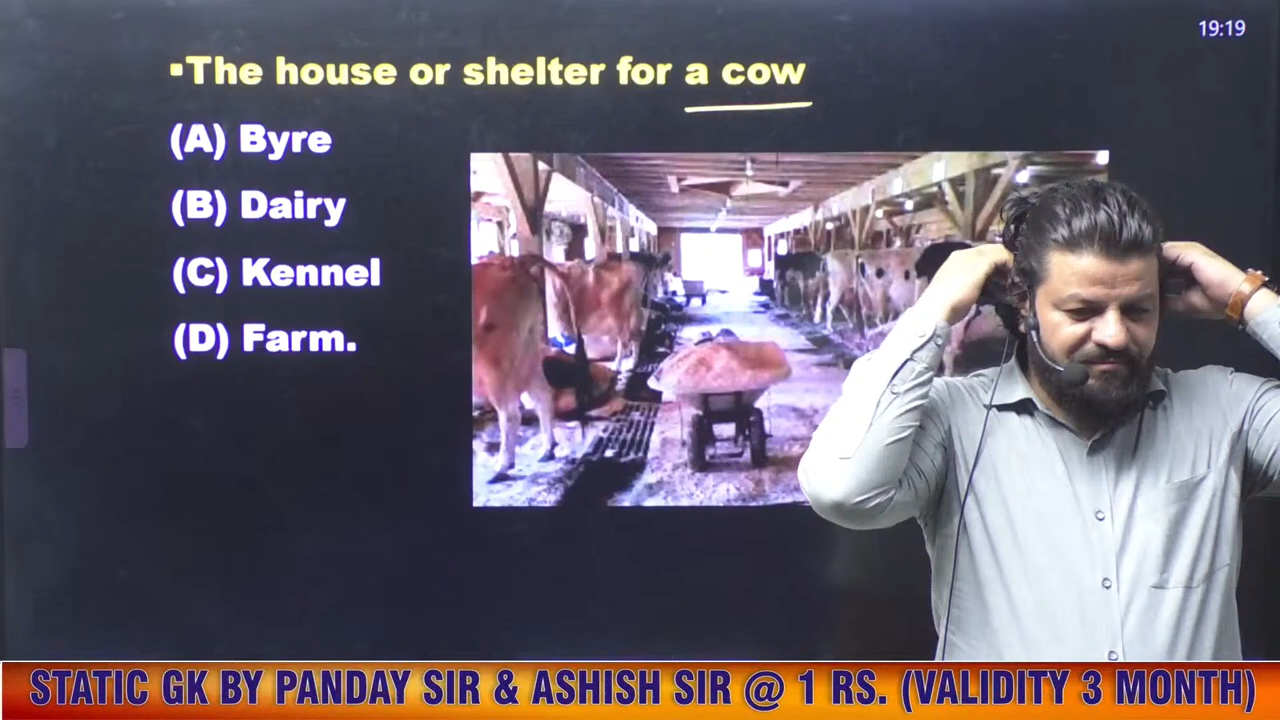 19:19
▪The house or shelter for a cow
(A) Byre
(B) Dairy
(C) Kennel
(D) Farm.
STATIC GK BY PANDAY SIR & ASHISH SIR @ 1 RS. (VALIDITY 3 MONTH)